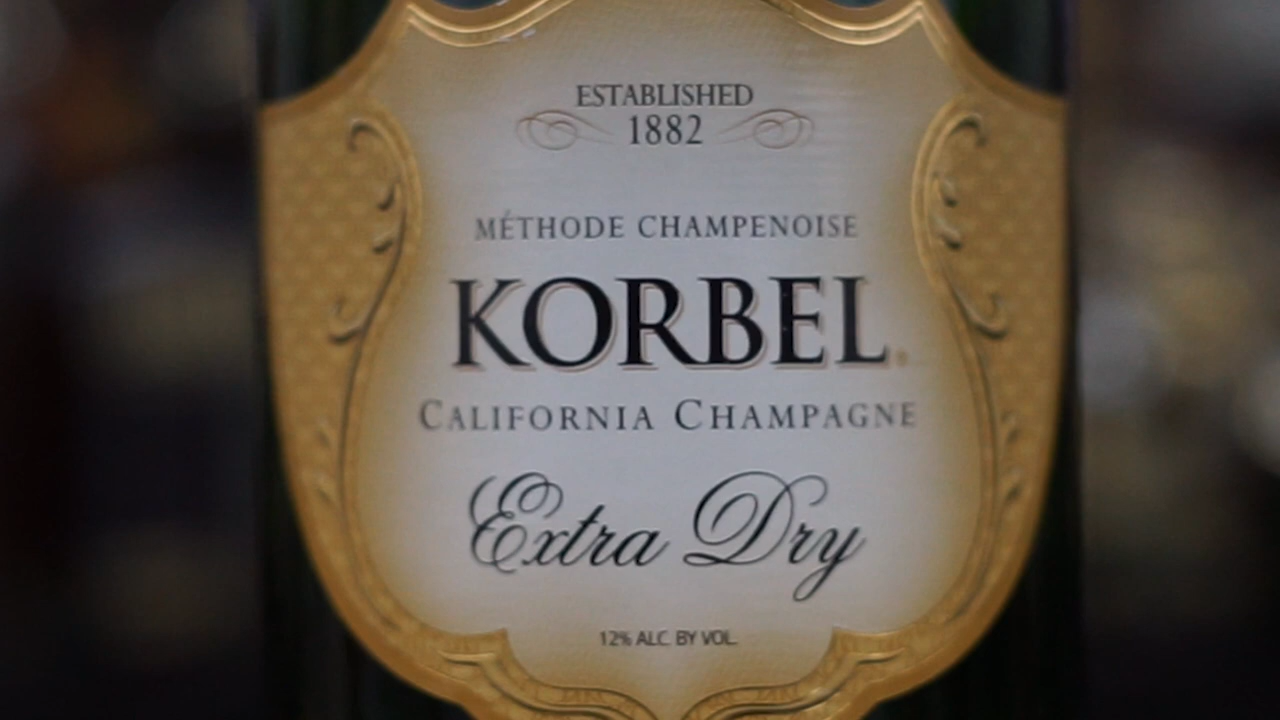 ESTABLISHED
1882
MÉTHODE CHAMPENOISE
KORBEL
CALIFORNIA CHAMPAGNE
Extra Dry
12% ALC. BY VOL.